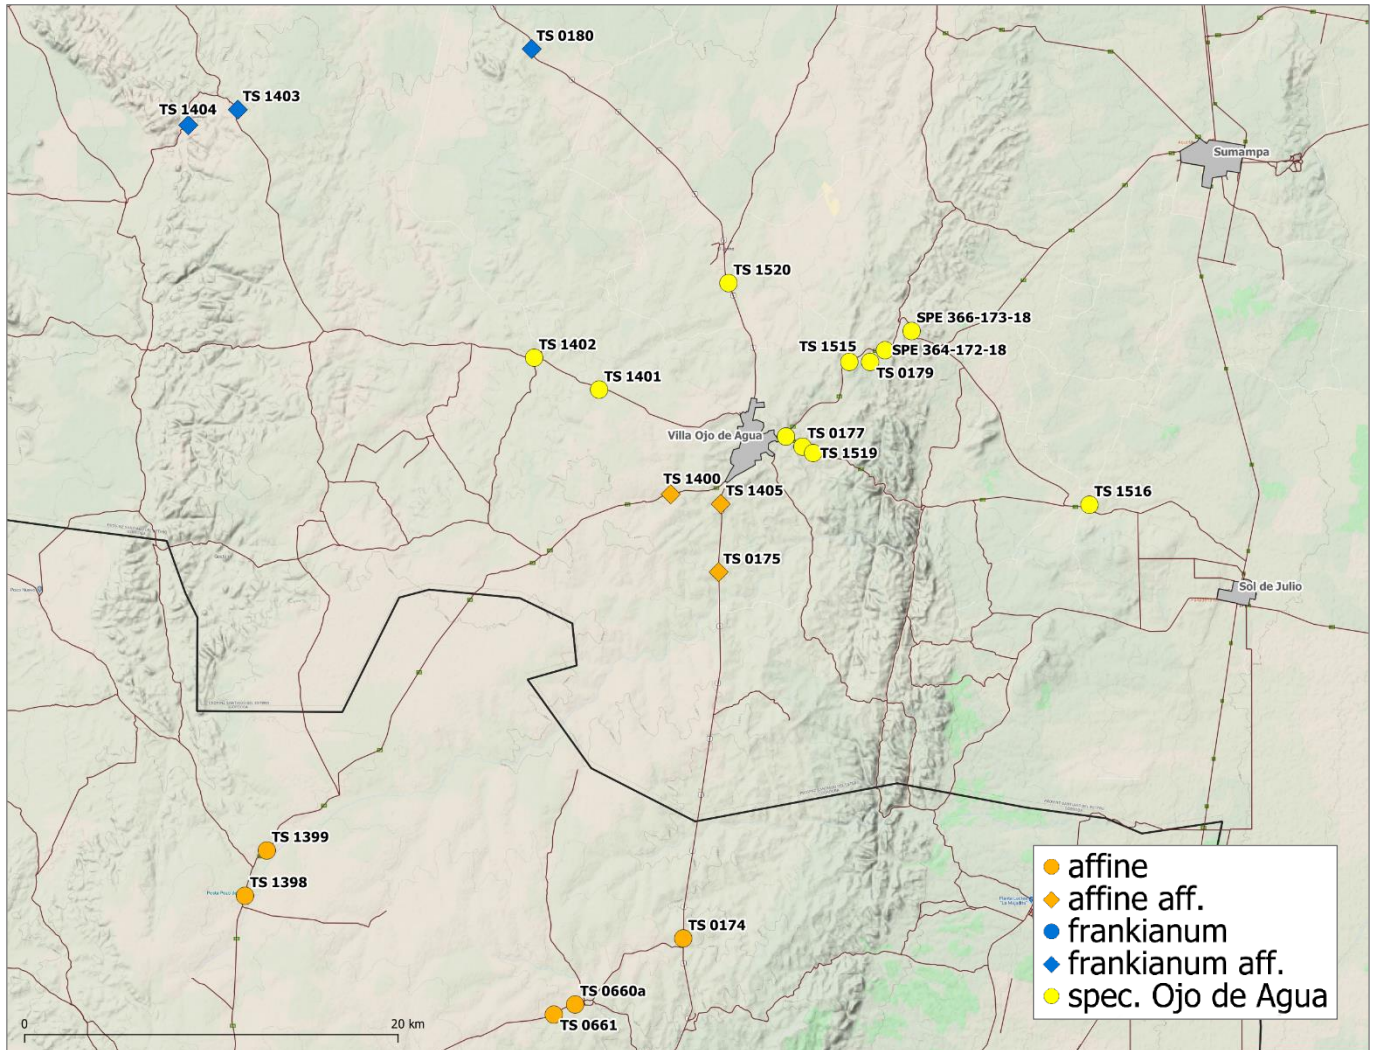 TS 0180
TS 1403
TS 1404
Sumampa
TS 1520
SPE 366-173-18
TS 1402
TS 1515
SPE 364-172-18
TS 0179
TS 1401
Villa Ojo de Agua
TS 0177
TS 1519
TS 1400
TS 1405
TS 1516
TS 0175
Sol de Julio
TS 1399
TS 1398
TS 0174
TS 0660a
TS 0661
0
20 km
affine
affine aff.
frankianum
frankianum aff.
spec. Ojo de Agua